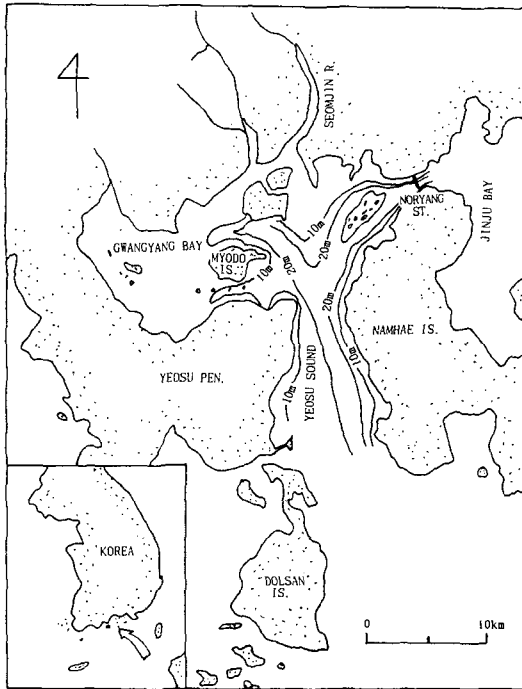 SEOMJIN R.
JINJU BAY
NORYANG
ST.
10m
20m
GWANGYANG BAY
MYODO
IS.
10m
20m
20m
10m
NAMHAE IS.
YEOSU PEN.
10m
YEOSU SOUND
KOREA
DOLSAN
IS.
0
10km